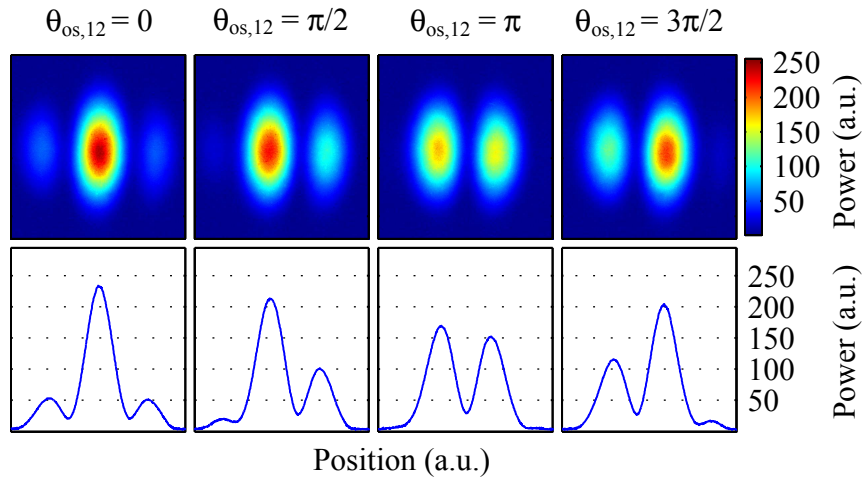 θos,12 = 0 θos,12 = π/2 θos,12 = π θos,12 = 3π/2
250
200
150
100
50
Power (a.u.)
250
200
150
100
50
Power (a.u.)
Position (a.u.)